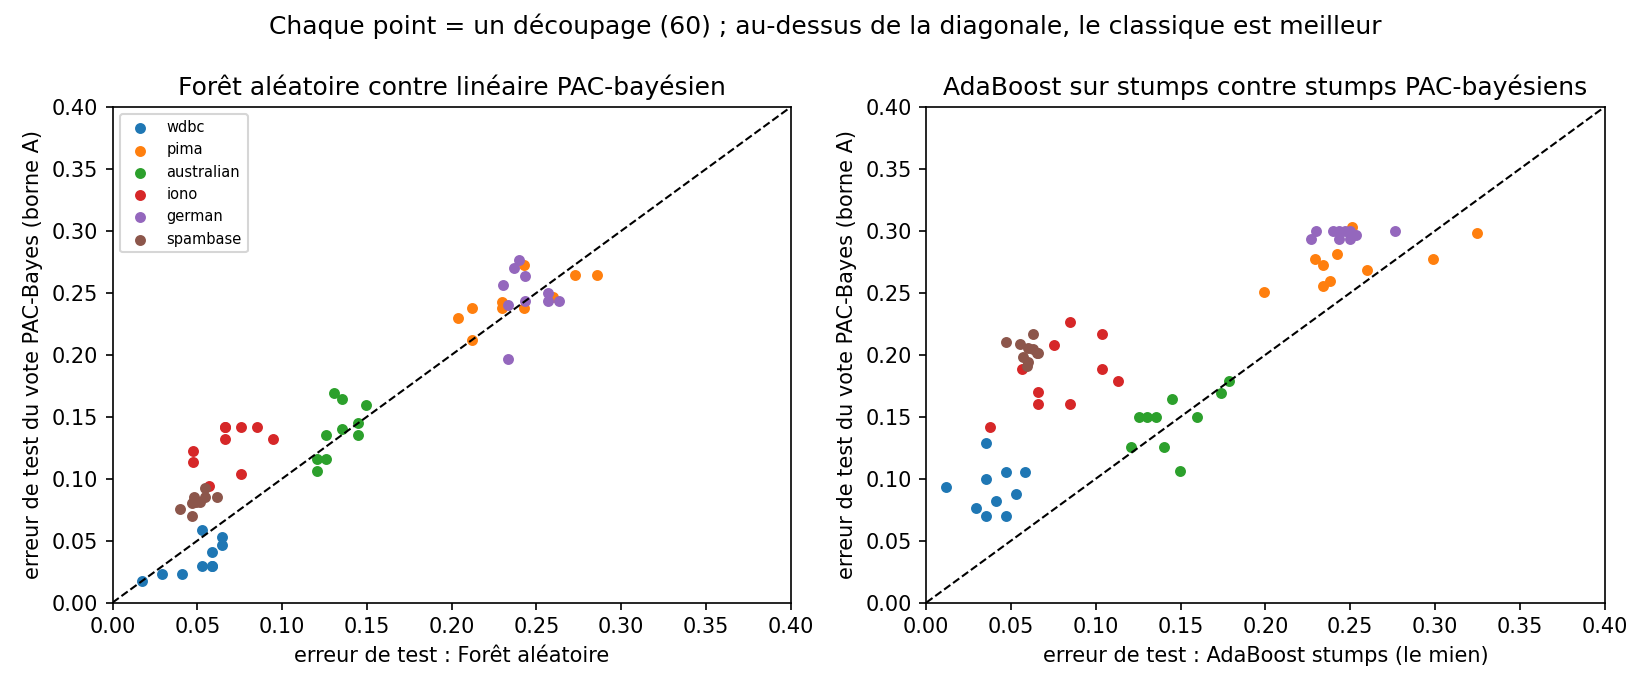 Chaque point = un découpage (60) ; au-dessus de la diagonale, le classique est meilleur
Forêt aléatoire contre linéaire PAC-bayésien
erreur de test du vote PAC-Bayes (borne A)
0.40
0.35
0.30
0.25
0.20
0.15
0.10
0.05
0.00
wdbc
pima
australian
iono
german
spambase
0.00 0.05 0.10 0.15 0.20 0.25 0.30 0.35 0.40
erreur de test : Forêt aléatoire
AdaBoost sur stumps contre stumps PAC-bayésiens
erreur de test du vote PAC-Bayes (borne A)
0.40
0.35
0.30
0.25
0.20
0.15
0.10
0.05
0.00
0.00 0.05 0.10 0.15 0.20 0.25 0.30 0.35 0.40
erreur de test : AdaBoost stumps (le mien)